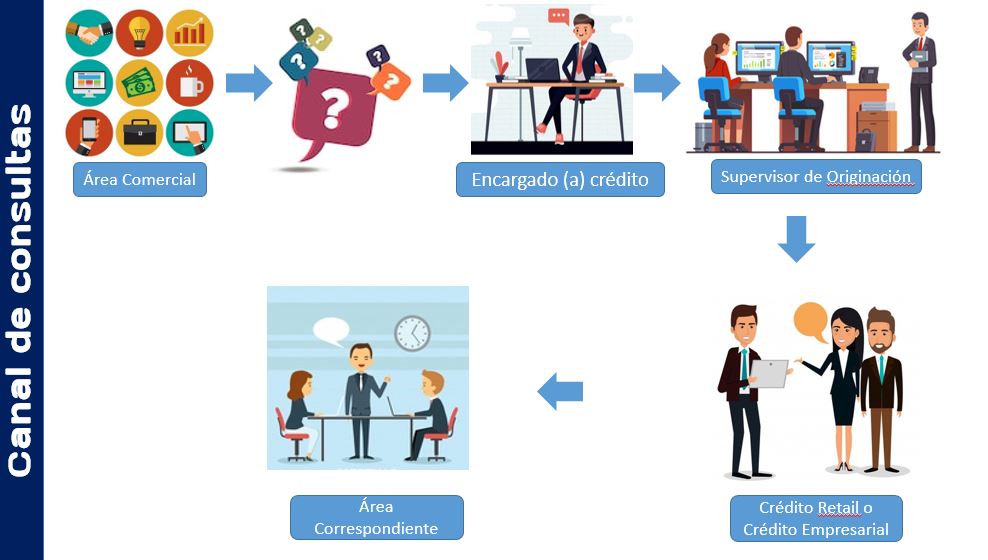 Canal de consultas
Área Comercial
Encargado (a) crédito
Supervisor de Originación
Crédito Retail o
Crédito Empresarial
Área
Correspondiente